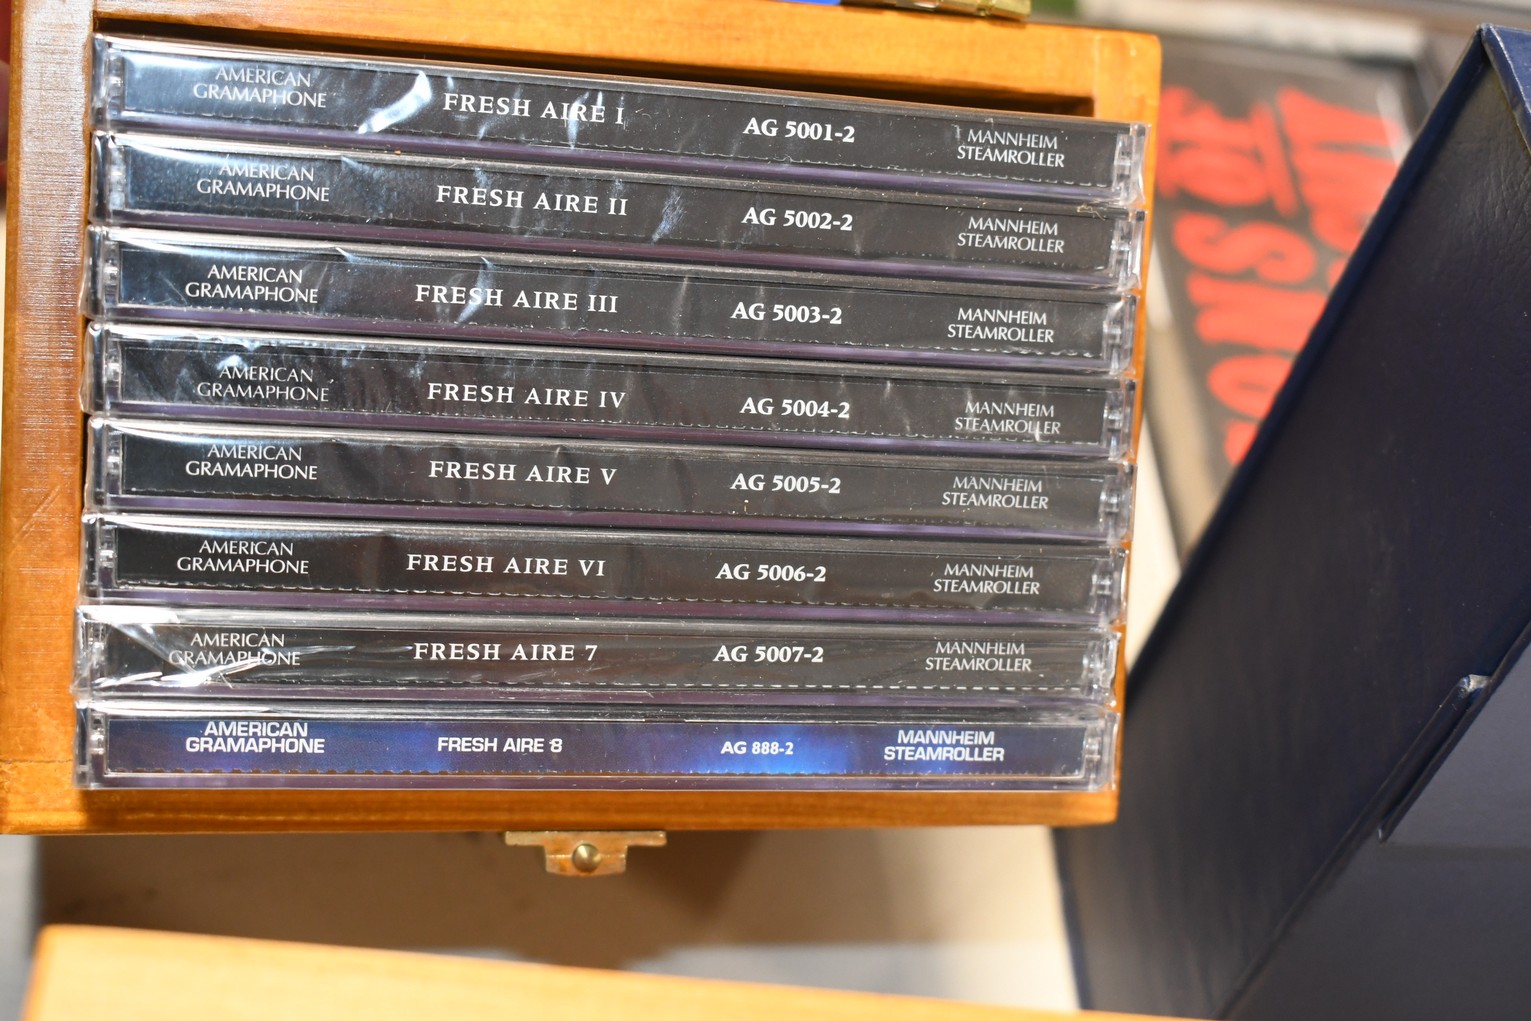 AMERICAN
GRAMAPHONE
FRESH AIRE I
AG 5001-2
MANNHEIM
STEAMROLLER
AMERICAN
GRAMAPHONE
FRESH AIRE II
AG 5002-2
MANNHEIM
STEAMROLLER
AMERICAN
GRAMAPHONE
FRESH AIRE III
AG 5003-2
MANNHEIM
STEAMROLLER
AMERICAN
GRAMAPHONE
FRESH AIRE IV
AG 5004-2
MANNHEIM
STEAMROLLER
AMERICAN
GRAMAPHONE
FRESH AIRE V
AG 5005-2
MANNHEIM
STEAMROLLER
AMERICAN
GRAMAPHONE
FRESH AIRE VI
AG 5006-2
MANNHEIM
STEAMROLLER
AMERICAN
GRAMAPHONE
FRESH AIRE 7
AG 5007-2
MANNHEIM
STEAMROLLER
AMERICAN
GRAMAPHONE
FRESH AIRE 8
AG 888-2
MANNHEIM
STEAMROLLER